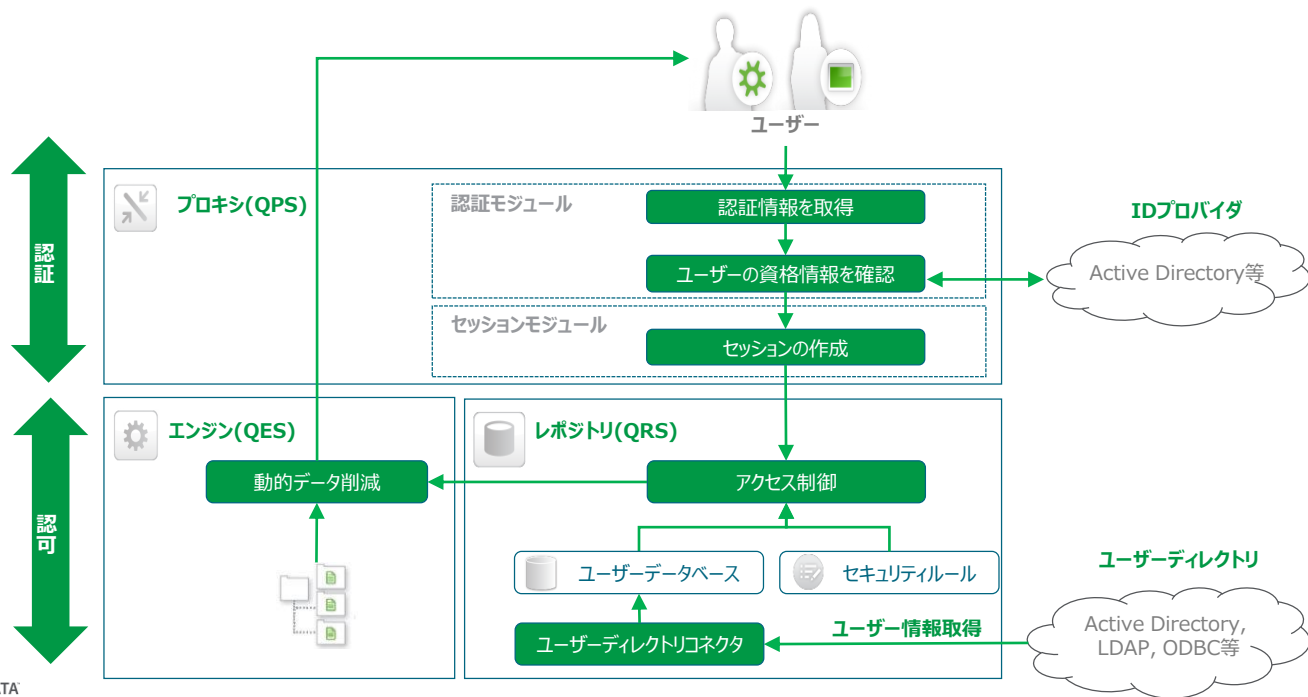 ユーザー
認証
プロキシ(QPS)
認証モジュール
認証情報を取得
ユーザーの資格情報を確認
IDプロバイダ
Active Directory等
セッションモジュール
セッションの作成
認可
エンジン(QES)
動的データ削減
レポジトリ(QRS)
アクセス制御
ユーザーデータベース
セキュリティルール
ユーザーディレクトリコネクタ
ユーザー情報取得
ユーザーディレクトリ
Active Directory,
LDAP, ODBC等
ATA